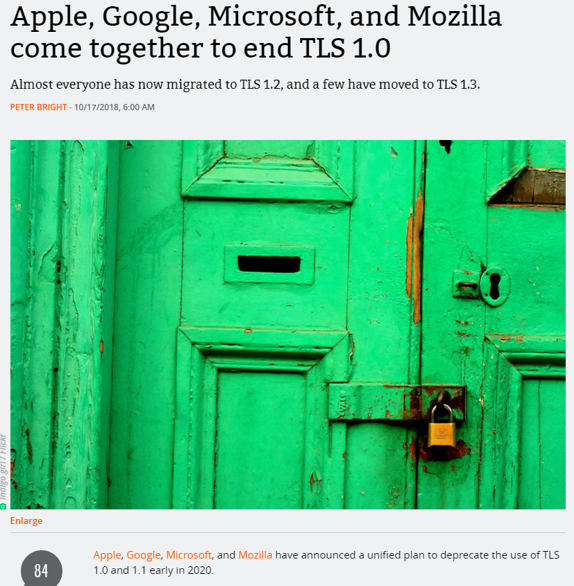 Apple, Google, Microsoft, and Mozilla
come together to end TLS 1.0
Almost everyone has now migrated to TLS 1.2, and a few have moved to TLS 1.3.
PETER BRIGHT - 10/17/2018, 6:00 AM
Indigo girl / Flickr
Enlarge
84
Apple, Google, Microsoft, and Mozilla have announced a unified plan to deprecate the use of TLS
1.0 and 1.1 early in 2020.